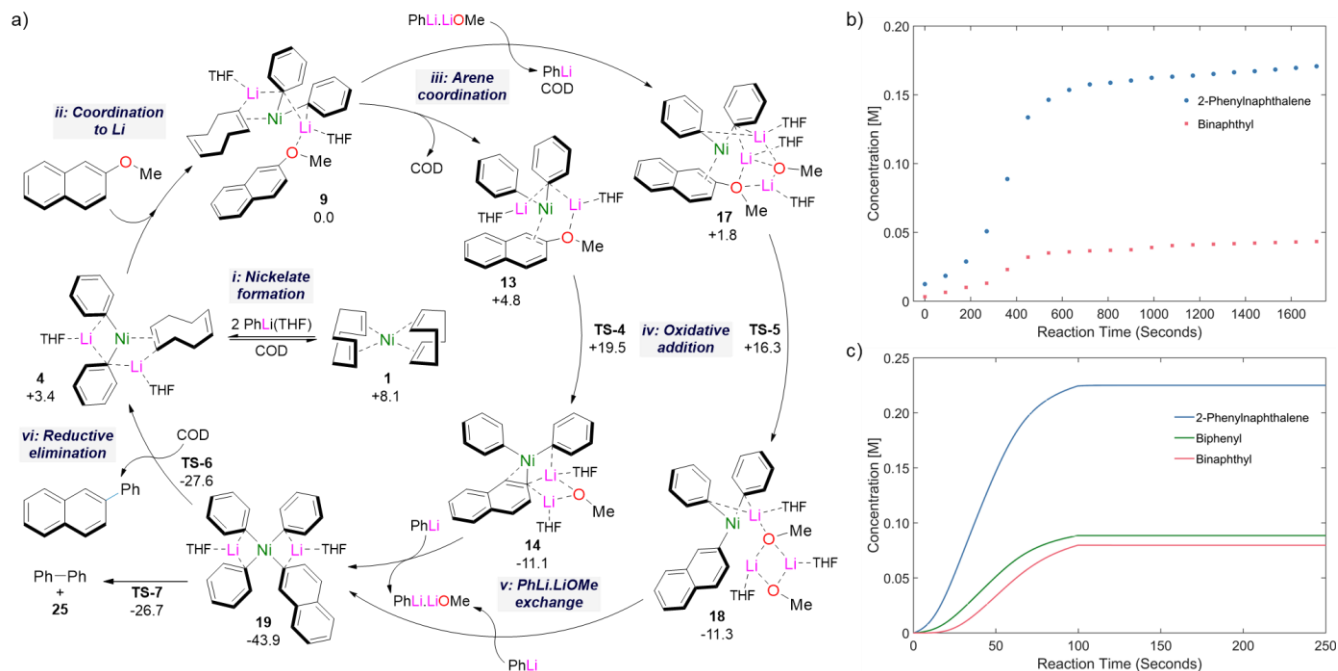 a)
PhLi.LiOMe
PhLi
COD
iii: Arene
coordination
COD
ii: Coordination
to Li
O
Me
THF
Li
Ni
Li
THF
O
Me
9
0.0
THF
Li
Ni
Li
THF
O
Me
13
+4.8
Ni
Li
THF
Li
THF
O
Me
O
Me
Li
THF
17
+1.8
i: Nickelate
formation
2 PhLi(THF)
COD
THF
Li
Ni
Li
THF
4
+3.4
Ni
1
+8.1
TS-4
+19.5
iv: Oxidative
addition
TS-5
+16.3
vi: Reductive
elimination
COD
TS-6
-27.6
Ph
Ph–Ph
+
25
TS-7
-26.7
THF
Li
Ni
Li
THF
19
-43.9
PhLi
PhLi.LiOMe
v: PhLi.LiOMe
exchange
PhLi
Ni
Li
THF
Li
THF
O
Me
14
-11.1
Ni
Li
THF
O
Me
Li
THF
Li
THF
O
Me
18
-11.3
b)
0.20
0.15
0.10
0.05
0
Concentration [M]
2-Phenylnaphthalene
Binaphthyl
0
200
400
600
800
1000
1200
1400
1600
Reaction Time (Seconds)
c)
0.25
0.20
0.15
0.10
0.05
0
Concentration [M]
2-Phenylnaphthalene
Biphenyl
Binaphthyl
0
50
100
150
200
250
Reaction Time (Seconds)